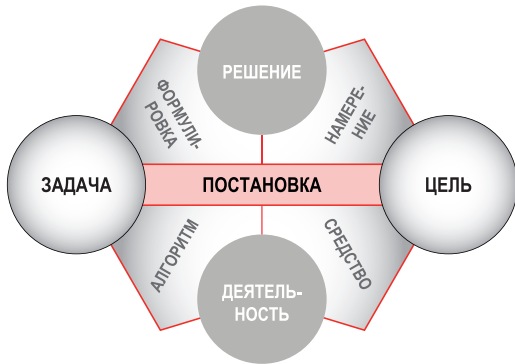 РЕШЕНИЕ
ФОРМУЛИ-
РОВКА
НАМЕРЕ-
НИЕ
ЗАДАЧА
ПОСТАНОВКА
ЦЕЛЬ
АЛГОРИТМ
СРЕДСТВО
ДЕЯТЕЛЬ-
НОСТЬ